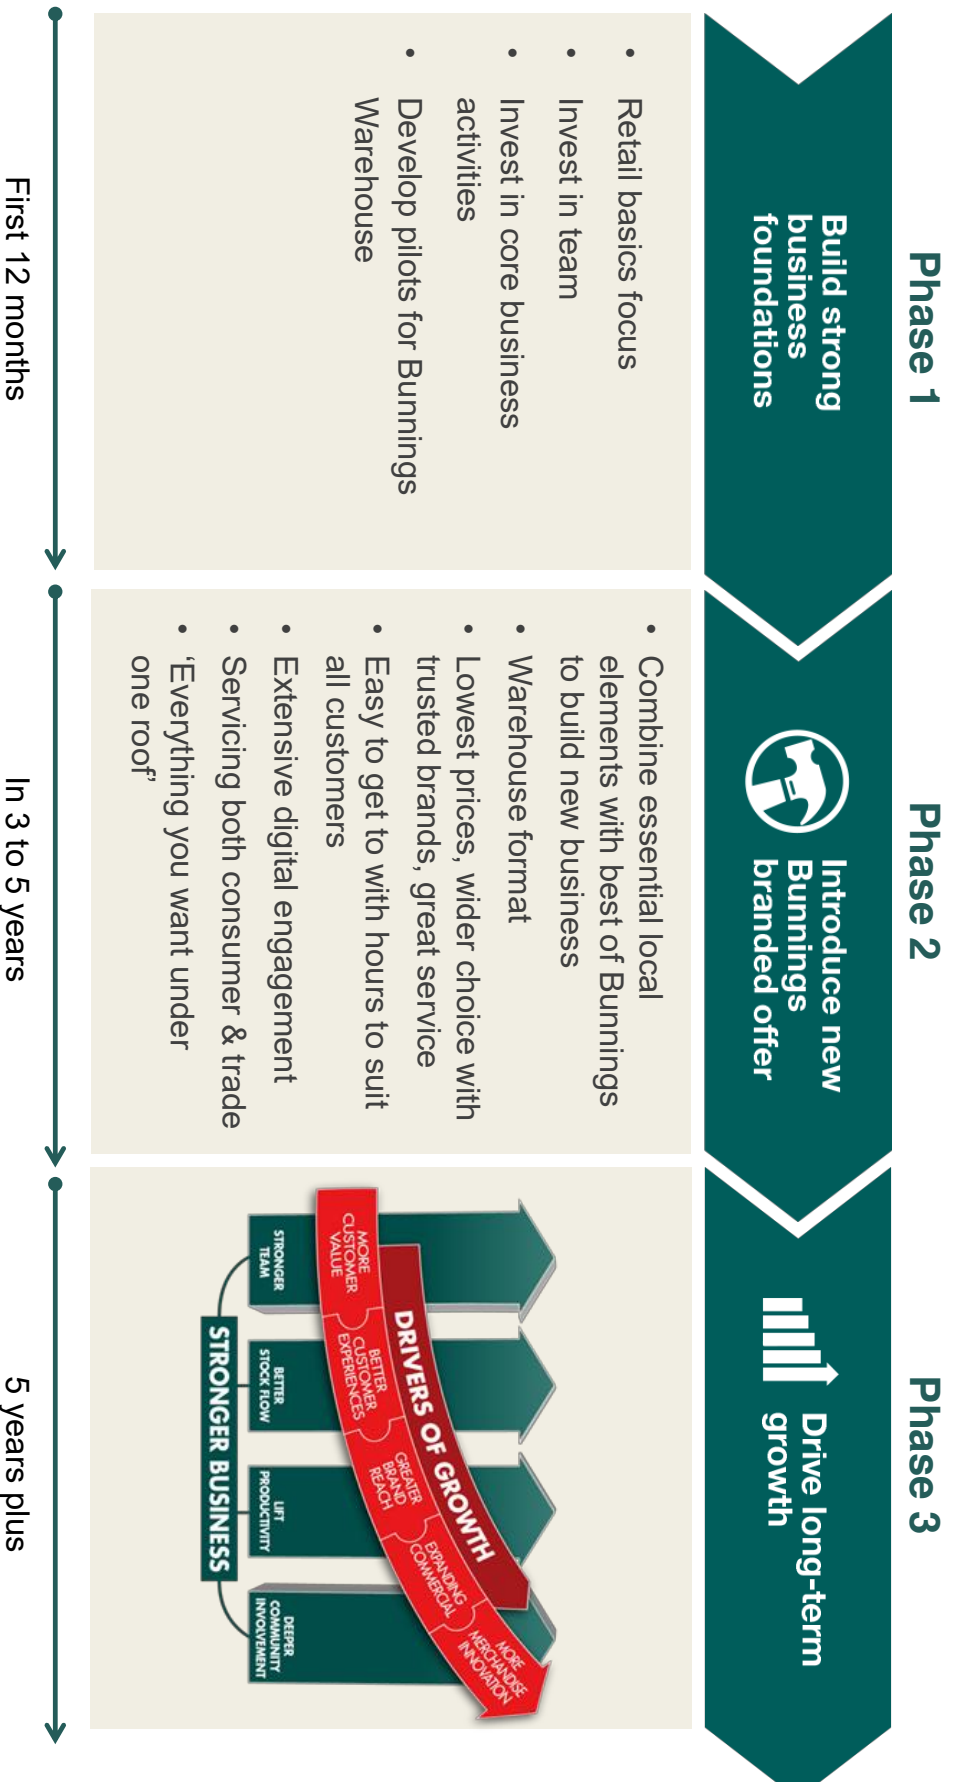 Phase 1
Build strong
business
foundations
• Retail basics focus
• Invest in team
• Invest in core business
activities
• Develop pilots for Bunnings
Warehouse
First 12 months
Phase 2
Introduce new
Bunnings
branded offer
• Combine essential local
elements with best of Bunnings
to build new business
• Warehouse format
• Lowest prices, wider choice with
trusted brands, great service
• Easy to get to with hours to suit
all customers
• Extensive digital engagement
• Servicing both consumer & trade
• ‘Everything you want under
one roof’
In 3 to 5 years
Phase 3
Drive long-term
growth
DRIVERS OF GROWTH
MORE
CUSTOMER
VALUE
BETTER
CUSTOMER
EXPERIENCES
GREATER
BRAND
REACH
EXPANDING
COMMERCIAL
MORE
MERCHANDISE
INNOVATION
STRONGER
TEAM
BETTER
STOCK FLOW
LIFT
PRODUCTIVITY
DEEPER
COMMUNITY
INVOLVEMENT
STRONGER BUSINESS
5 years plus